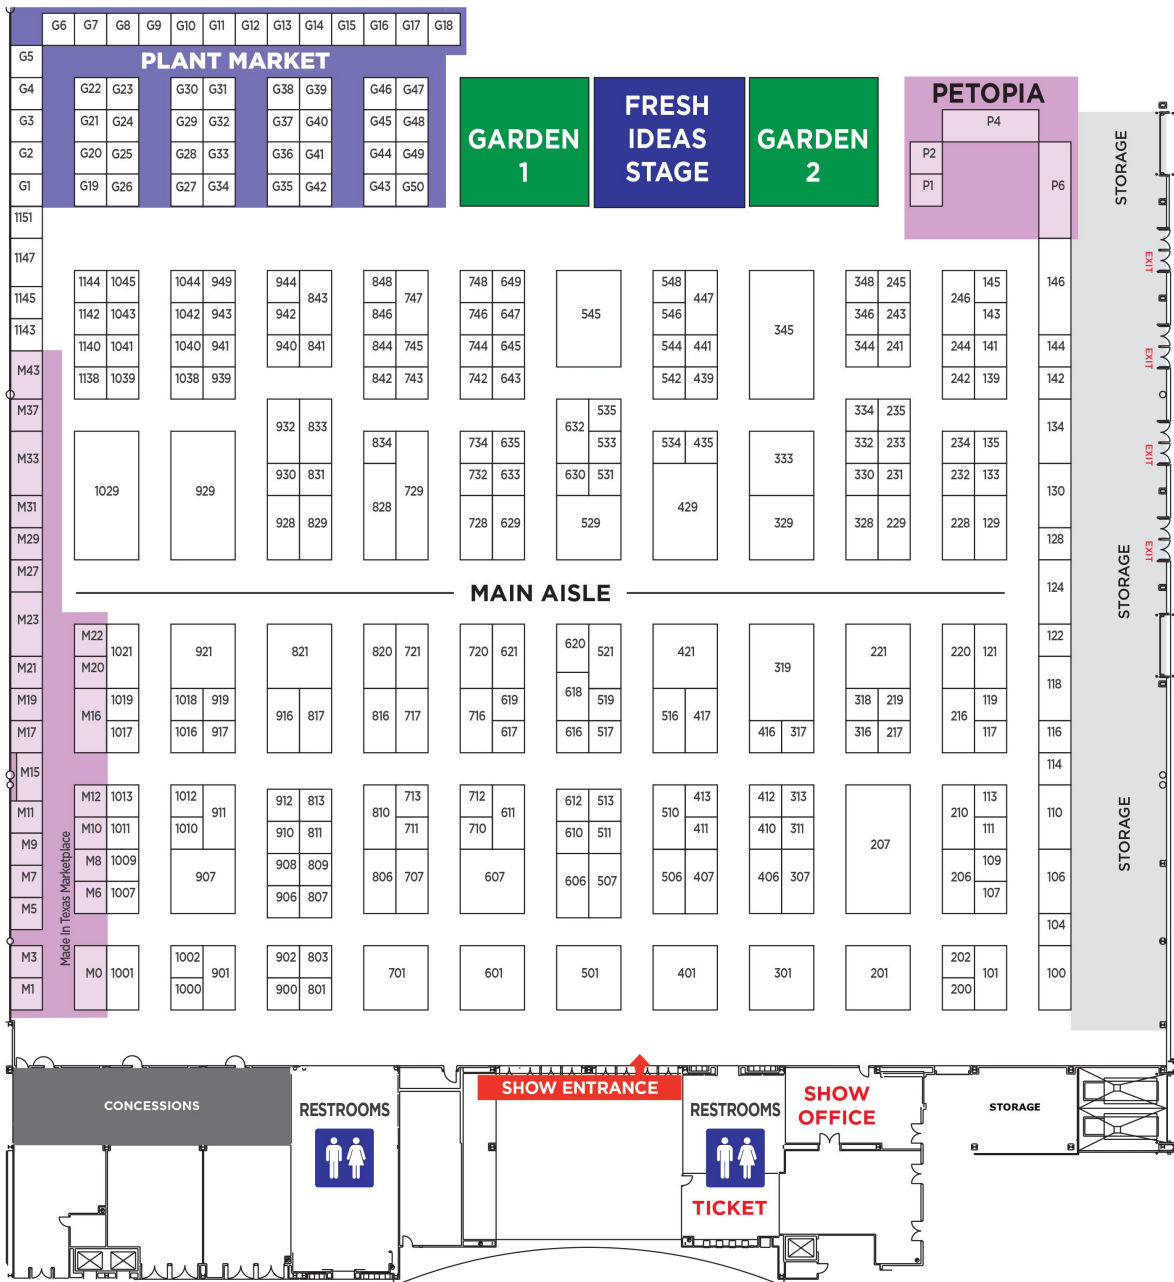 G6 G7 G8 G9 G10 G11 G12 G13 G14 G15 G16 G17 G18
G5
PLANT MARKET
G4 G22 G23 G30 G31 G38 G39 G46 G47
G3 G21 G24 G29 G32 G37 G40 G45 G48
G2 G20 G25 G28 G33 G36 G41 G44 G49
G1 G19 G26 G27 G34 G35 G42 G43 G50
GARDEN
1
FRESH
IDEAS
STAGE
GARDEN
2
PETOPIA
P4
P2
P1 P6
STORAGE
EXIT
EXIT
EXIT
EXIT
1151
1147
1145
1143
1144 1045 1044 949 944 843 848 747 748 649 545 548 447 345 348 245 246 145 146
1142 1043 1042 943 942 846 746 647 546 346 243 143
1140 1041 1040 941 940 841 844 745 744 645 544 441 344 241 244 141 144
1138 1039 1038 939 842 743 742 643 542 439 242 139 142
M43
M37
M33
M31
M29
M27
M23
M21
M19
M17
M15
M11
M9
M7
M5
M3
M1
932 833 632 535 334 235 134
834 734 635 533 534 435 333 332 233 234 135
1029 929 930 831 828 729 732 633 630 531 429 330 231 232 133 130
928 829 728 629 529 329 328 229 228 129 128
MAIN AISLE
124
STORAGE
M22 1021 921 821 820 721 720 621 620 521 421 319 221 220 121 122
M20
M16 1019 1018 919 916 817 816 717 716 619 618 519 516 417 318 219 216 119 118
1017 1016 917 617 616 517 416 317 316 217 117 116
114
M12 1013 1012 911 912 813 810 713 712 611 612 513 510 413 412 313 207 210 113 110
M10 1011 1010 910 811 711 710 610 511 411 410 311 111
M8 1009 907 908 809 806 707 607 606 507 506 407 406 307 206 109 106
M6 1007 906 807 107
104
STORAGE
Made In Texas Marketplace
M0 1001 1002 901 902 803 701 601 501 401 301 201 202 101 100
1000 900 801 200
SHOW ENTRANCE
CONCESSIONS
RESTROOMS
RESTROOMS
SHOW
OFFICE
STORAGE
TICKET